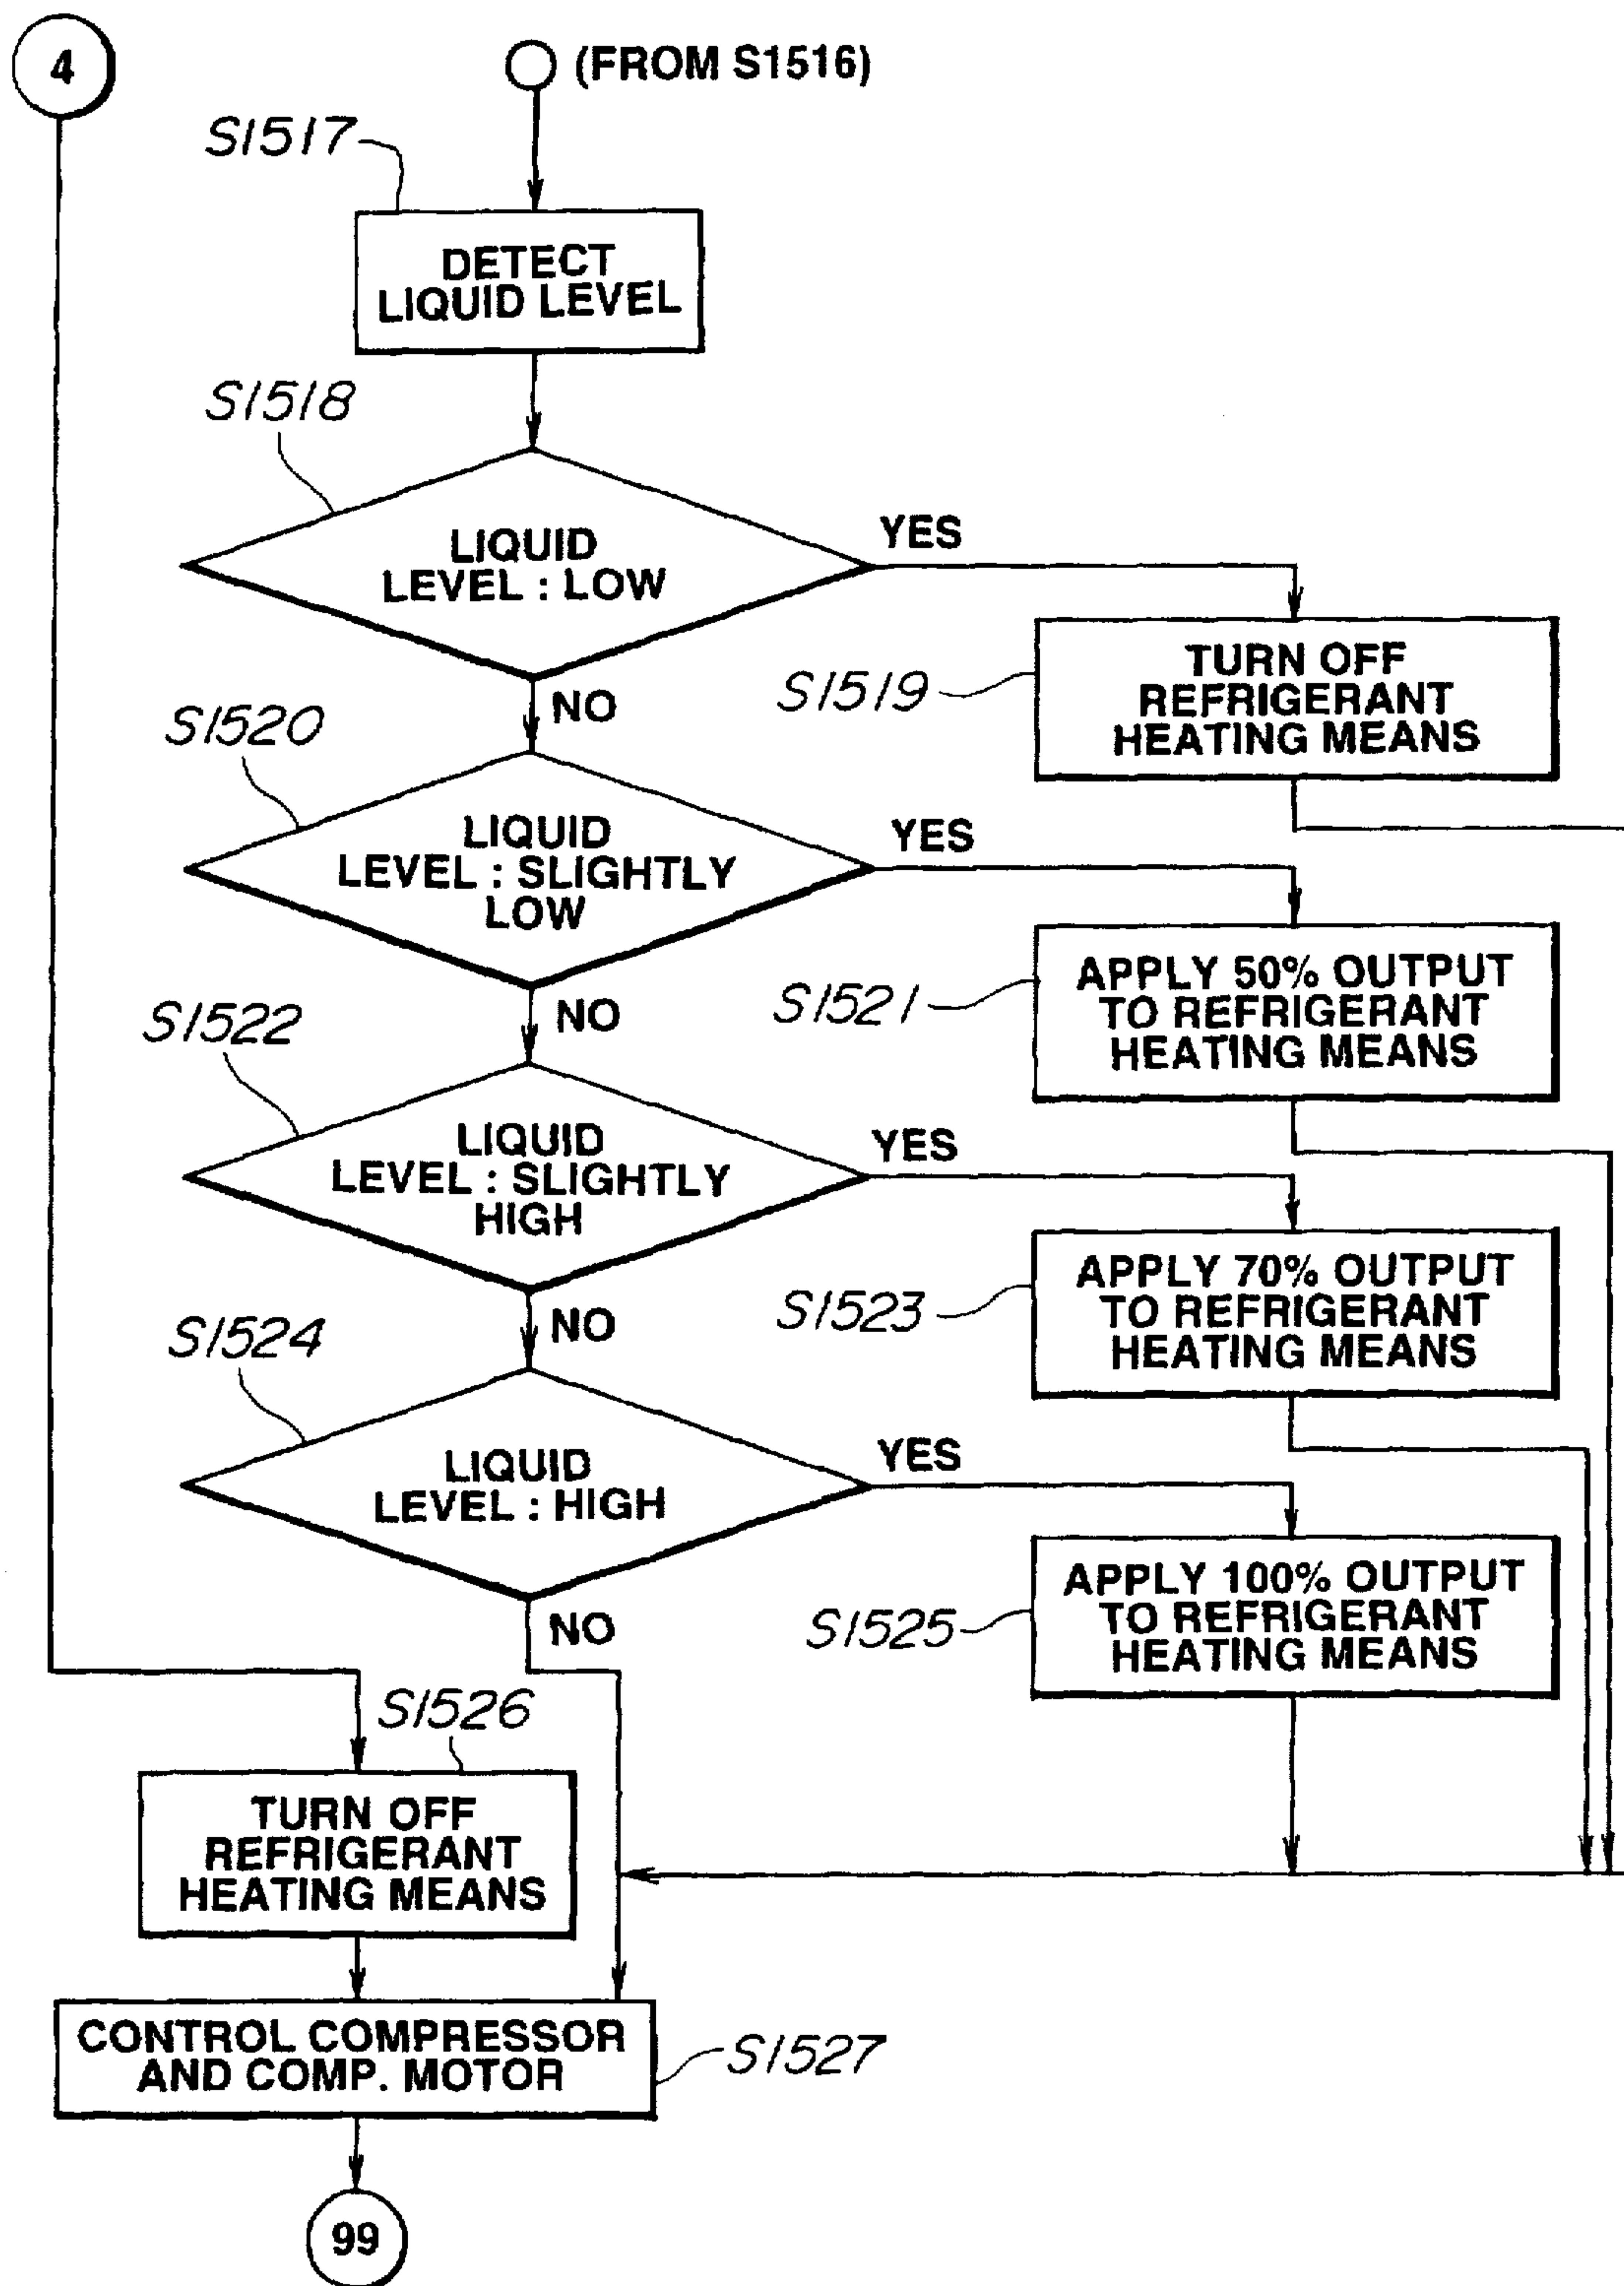 4
(FROM S1516)
S1517
DETECT
LIQUID LEVEL
S1518
LIQUID
LEVEL : LOW
YES
NO
S1519
TURN OFF
REFRIGERANT
HEATING MEANS
S1520
LIQUID
LEVEL : SLIGHTLY
LOW
YES
NO
S1521
APPLY 50% OUTPUT
TO REFRIGERANT
HEATING MEANS
S1522
LIQUID
LEVEL : SLIGHTLY
HIGH
YES
NO
S1523
APPLY 70% OUTPUT
TO REFRIGERANT
HEATING MEANS
S1524
LIQUID
LEVEL : HIGH
YES
NO
S1525
APPLY 100% OUTPUT
TO REFRIGERANT
HEATING MEANS
S1526
TURN OFF
REFRIGERANT
HEATING MEANS
CONTROL COMPRESSOR
AND COMP. MOTOR
S1527
99